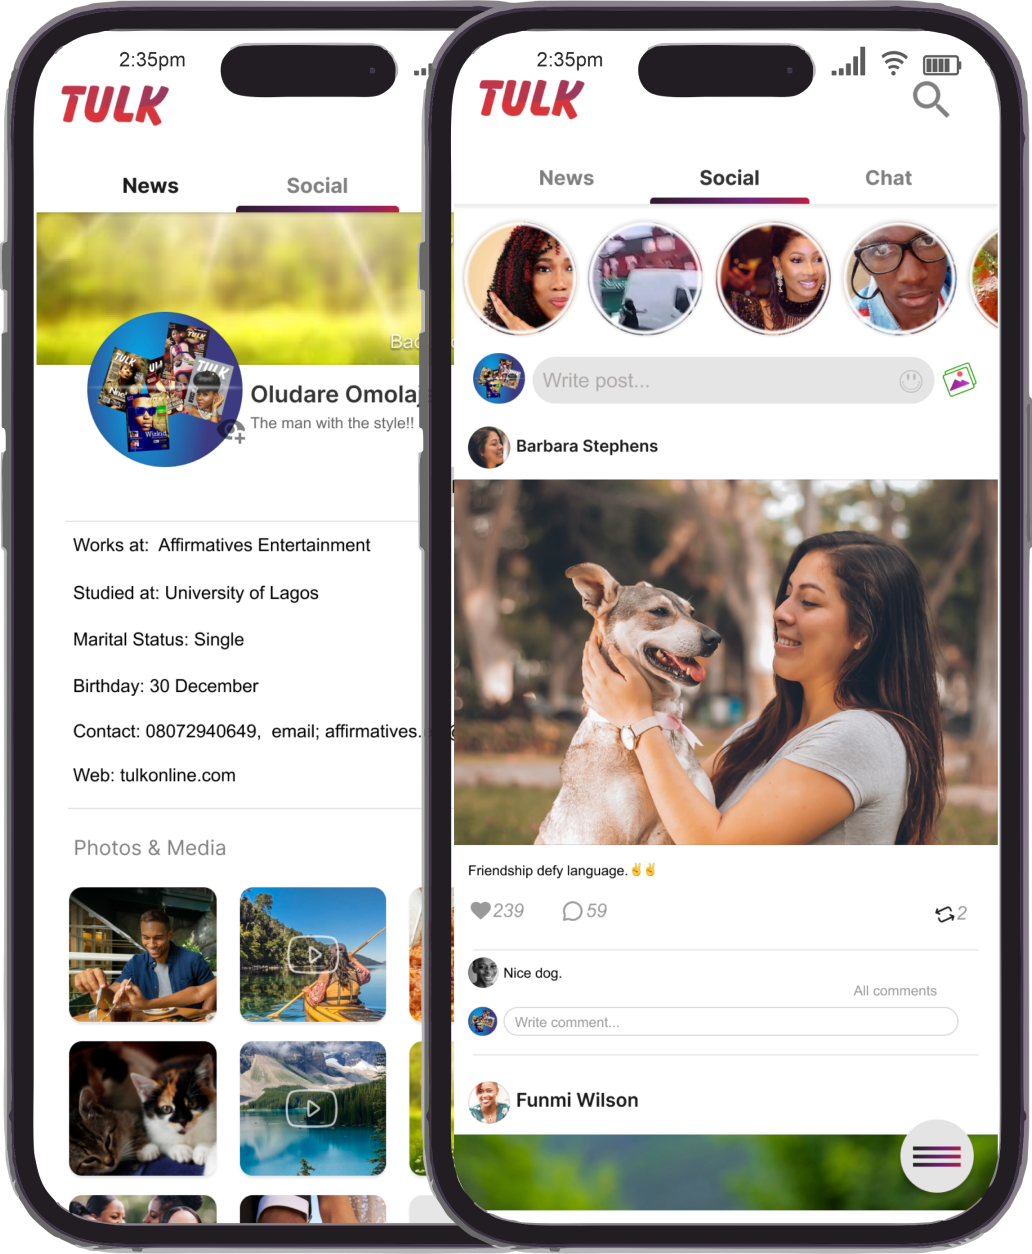 2:35pm
TULK
News
Social
TULK
TULK
Oludare Omola
The man with the style!!
Works at: Affirmatives Entertainment
Studied at: University of Lagos
Marital Status: Single
Birthday: 30 December
Contact: 08072940649, email; affirmatives.
Web: tulkonline.com
Photos & Media
2:35pm
TULK
News
Social
Chat
Write post...
Barbara Stephens
Friendship defy language.✌️✌️
239
59
2
Nice dog.
All comments
Write comment...
Funmi Wilson